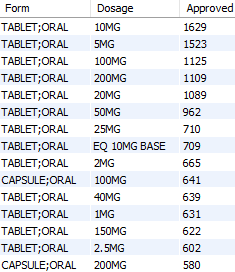 Form Dosage Approved
TABLET;ORAL 10MG 1629
TABLET;ORAL 5MG 1523
TABLET;ORAL 100MG 1125
TABLET;ORAL 200MG 1109
TABLET;ORAL 20MG 1089
TABLET;ORAL 50MG 962
TABLET;ORAL 25MG 710
TABLET;ORAL EQ 10MG BASE 709
TABLET;ORAL 2MG 665
CAPSULE;ORAL 100MG 641
TABLET;ORAL 40MG 639
TABLET;ORAL 1MG 631
TABLET;ORAL 150MG 622
TABLET;ORAL 2.5MG 602
CAPSULE;ORAL 200MG 580